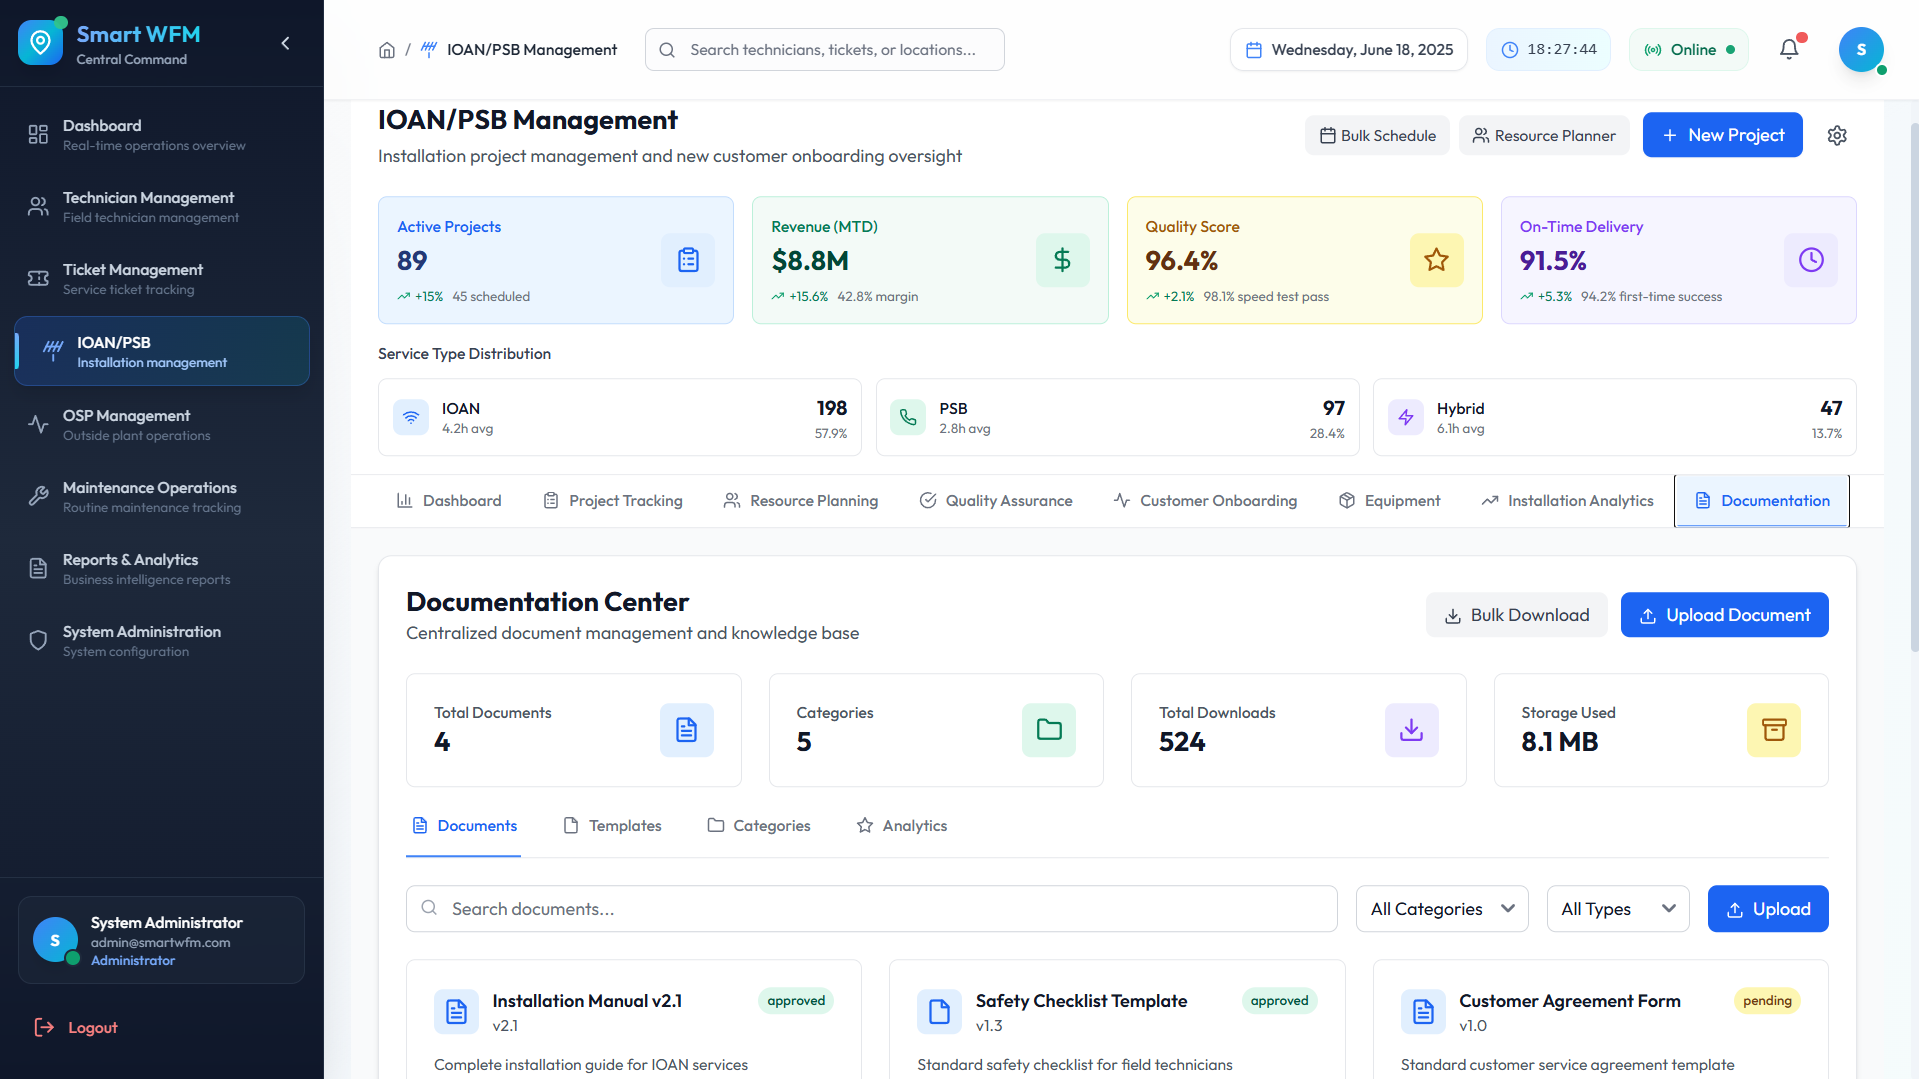 Smart WFM
Central Command
Dashboard
Real-time operations overview
Technician Management
Field technician management
Ticket Management
Service ticket tracking
IOAN/PSB
Installation management
OSP Management
Outside plant operations
Maintenance Operations
Routine maintenance tracking
Reports & Analytics
Business intelligence reports
System Administration
System configuration
S
System Administrator
admin@smartwfm.com
Administrator
Logout
/ IOAN/PSB Management
Search technicians, tickets, or locations...
Wednesday, June 18, 2025
18:27:44
Online
S
IOAN/PSB Management
Installation project management and new customer onboarding oversight
Bulk Schedule
Resource Planner
New Project
Active Projects
89
+15% 45 scheduled
Revenue (MTD)
$8.8M
+15.6% 42.8% margin
Quality Score
96.4%
+2.1% 98.1% speed test pass
On-Time Delivery
91.5%
+5.3% 94.2% first-time success
Service Type Distribution
IOAN
4.2h avg
198
57.9%
PSB
2.8h avg
97
28.4%
Hybrid
6.1h avg
47
13.7%
Dashboard
Project Tracking
Resource Planning
Quality Assurance
Customer Onboarding
Equipment
Installation Analytics
Documentation
Documentation Center
Centralized document management and knowledge base
Bulk Download
Upload Document
Total Documents
4
Categories
5
Total Downloads
524
Storage Used
8.1 MB
Documents
Templates
Categories
Analytics
Search documents...
All Categories
All Types
Upload
Installation Manual v2.1
v2.1
approved
Complete installation guide for IOAN services
Safety Checklist Template
v1.3
approved
Standard safety checklist for field technicians
Customer Agreement Form
v1.0
pending
Standard customer service agreement template